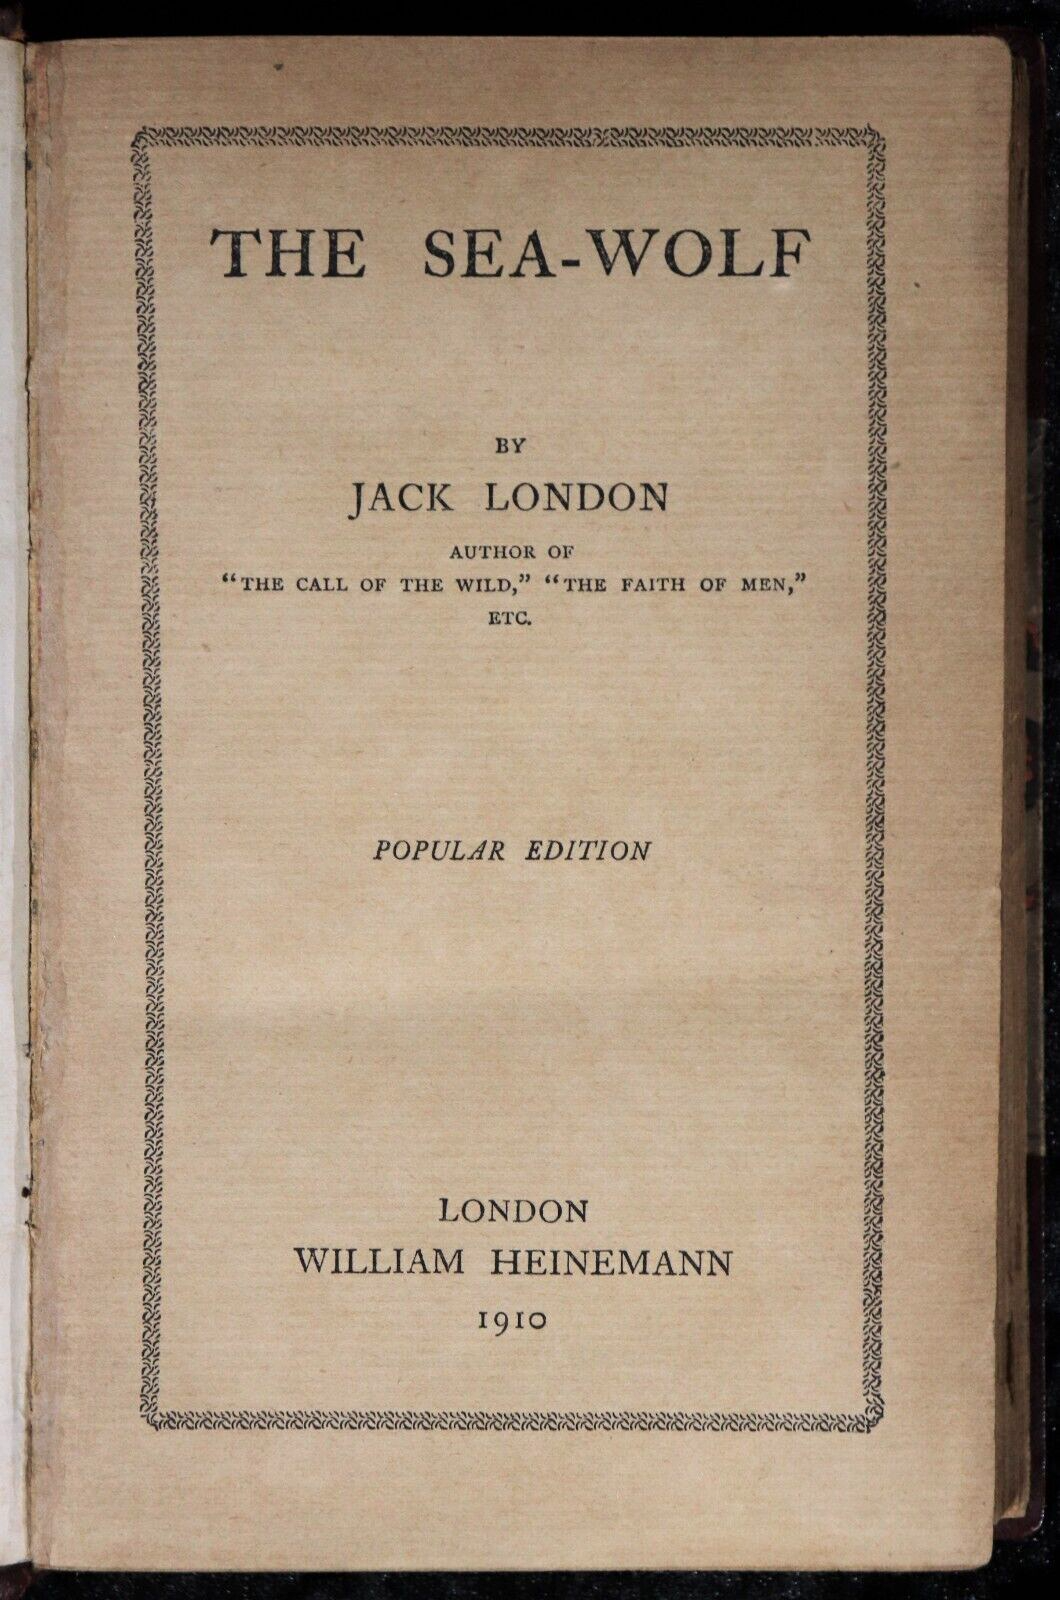 THE SEA-WOLF
BY
JACK LONDON
AUTHOR OF
“THE CALL OF THE WILD,” “THE FAITH OF MEN,”
ETC.
POPULAR EDITION
LONDON
WILLIAM HEINEMANN
1910